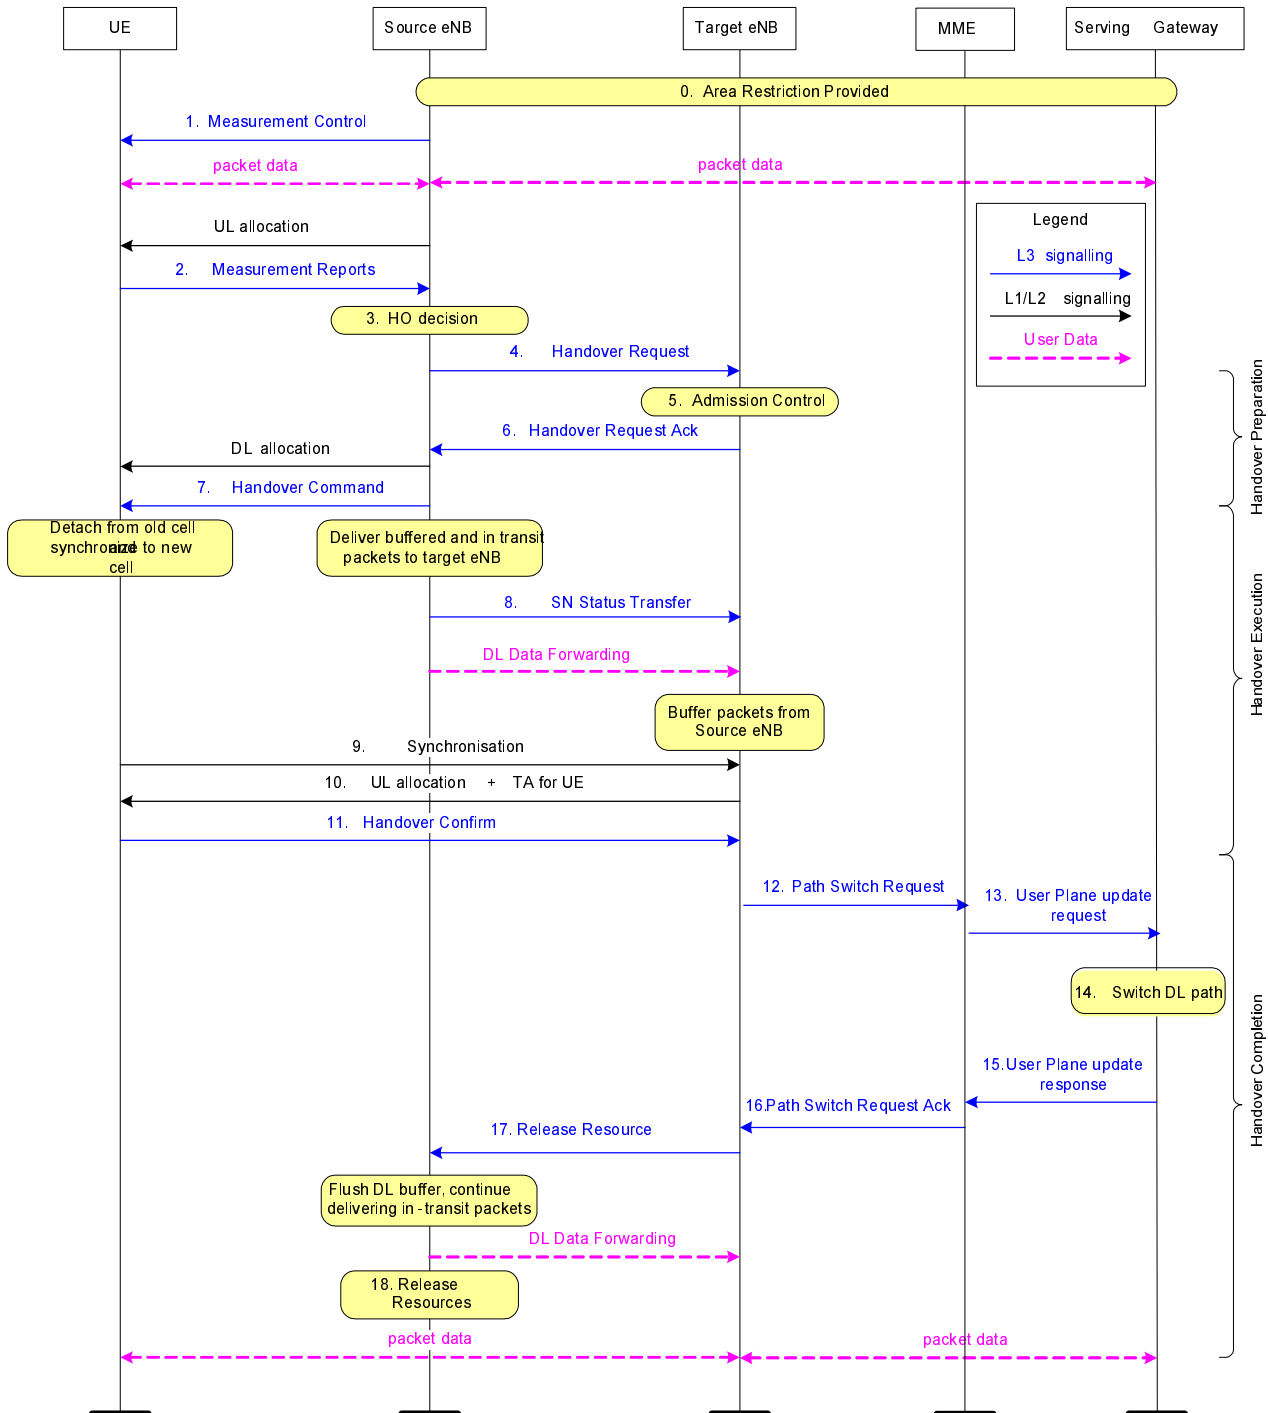 UE
Source eNB
Target eNB
MME
Serving Gateway
0. Area Restriction Provided
1. Measurement Control
packet data
packet data
Legend
L3 signalling
L1/L2 signalling
User Data
UL allocation
2. Measurement Reports
3. HO decision
4. Handover Request
5. Admission Control
6. Handover Request Ack
DL allocation
7. Handover Command
Handover Preparation
Detach from old cell
and
synchronize to new
cell
Deliver buffered and in transit
packets to target eNB
8. SN Status Transfer
DL Data Forwarding
Buffer packets from
Source eNB
9. Synchronisation
10. UL allocation + TA for UE
11. Handover Confirm
Handover Execution
12. Path Switch Request
13. User Plane update
request
14. Switch DL path
15.User Plane update
response
16.Path Switch Request Ack
17. Release Resource
Flush DL buffer, continue
delivering in-transit packets
DL Data Forwarding
18. Release
Resources
packet data
packet data
Handover Completion